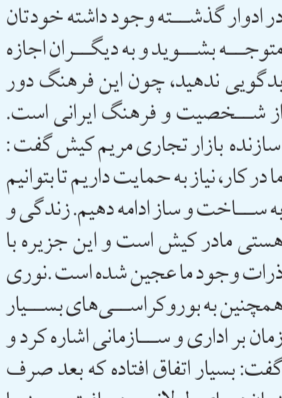 در ادوار گذشته وجود داشته خودتان
متوجه بشوید و به دیگران اجازه
بدگویی ندهید، چون این فرهنگ دور
از شخصیت و فرهنگ ایرانی است.
سازنده بازار تجاری مریم کیش گفت:
ما در کار، نیاز به حمایت داریم تا بتوانیم
به ساخت و ساز ادامه دهیم. زندگی و
هستی مادر کیش است و این جزیره با
ذرات وجود ما عجین شده است. نوری
همچنین به بوروکراسی‌های بسیار
زمان بر اداری و سازمانی اشاره کرد و
گفت: بسیار اتفاق افتاده که بعد صرف